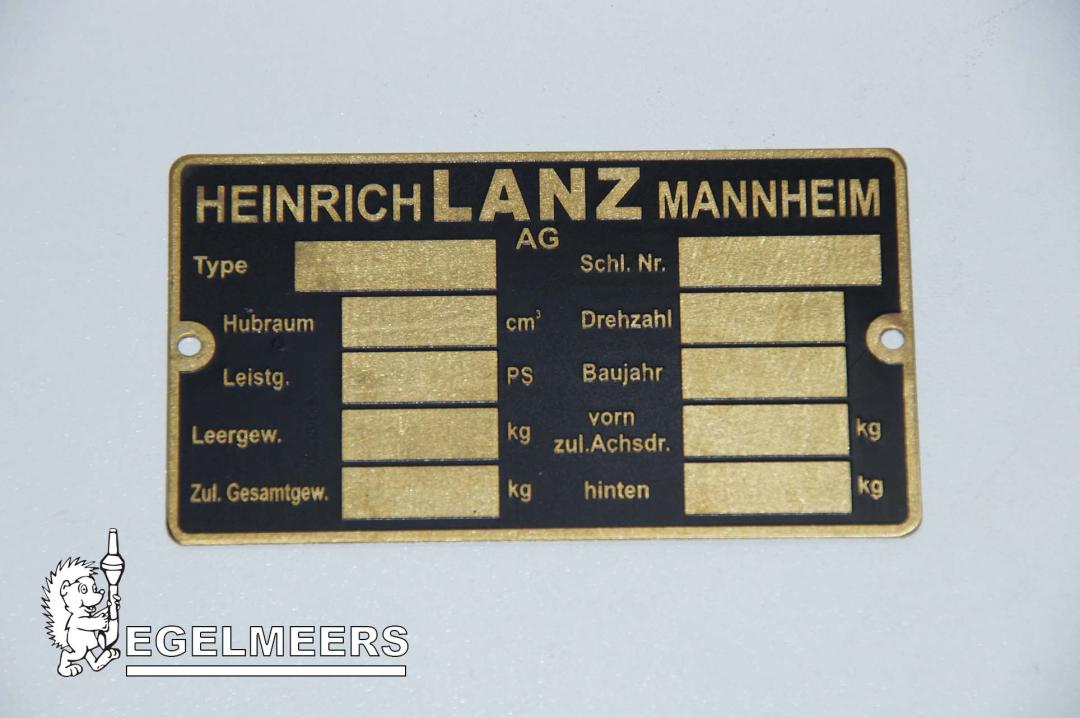 HEINRICH LANZ MANNHEIM
AG
Type Schl. Nr.
Hubraum cm³ Drehzahl
Leistg. PS Baujahr
Leergew. kg vorn zul.Achsdr. kg
Zul. Gesamtgew. kg hinten kg
EGELMEERS